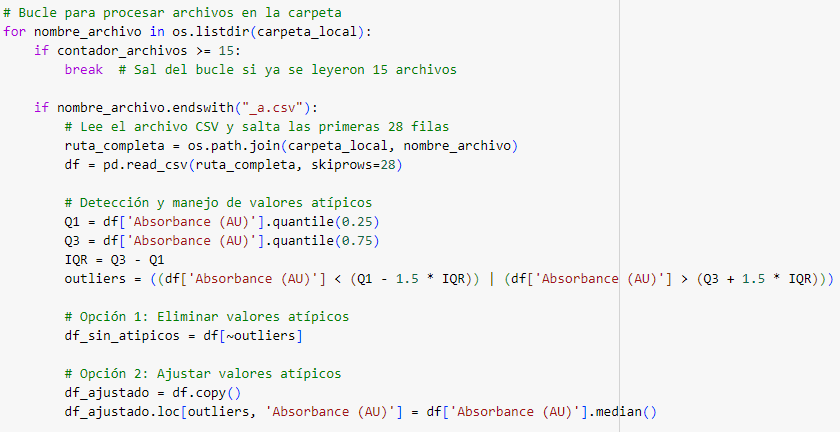 # Bucle para procesar archivos en la carpeta
for nombre_archivo in os.listdir(carpeta_local):
    if contador_archivos >= 15:
        break  # Sal del bucle si ya se leyeron 15 archivos

    if nombre_archivo.endswith("_a.csv"):
        # Lee el archivo CSV y salta las primeras 28 filas
        ruta_completa = os.path.join(carpeta_local, nombre_archivo)
        df = pd.read_csv(ruta_completa, skiprows=28)

        # Detección y manejo de valores atípicos
        Q1 = df['Absorbance (AU)'].quantile(0.25)
        Q3 = df['Absorbance (AU)'].quantile(0.75)
        IQR = Q3 - Q1
        outliers = ((df['Absorbance (AU)'] < (Q1 - 1.5 * IQR)) | (df['Absorbance (AU)'] > (Q3 + 1.5 * IQR)))

        # Opción 1: Eliminar valores atípicos
        df_sin_atipicos = df[~outliers]

        # Opción 2: Ajustar valores atípicos
        df_ajustado = df.copy()
        df_ajustado.loc[outliers, 'Absorbance (AU)'] = df['Absorbance (AU)'].median()